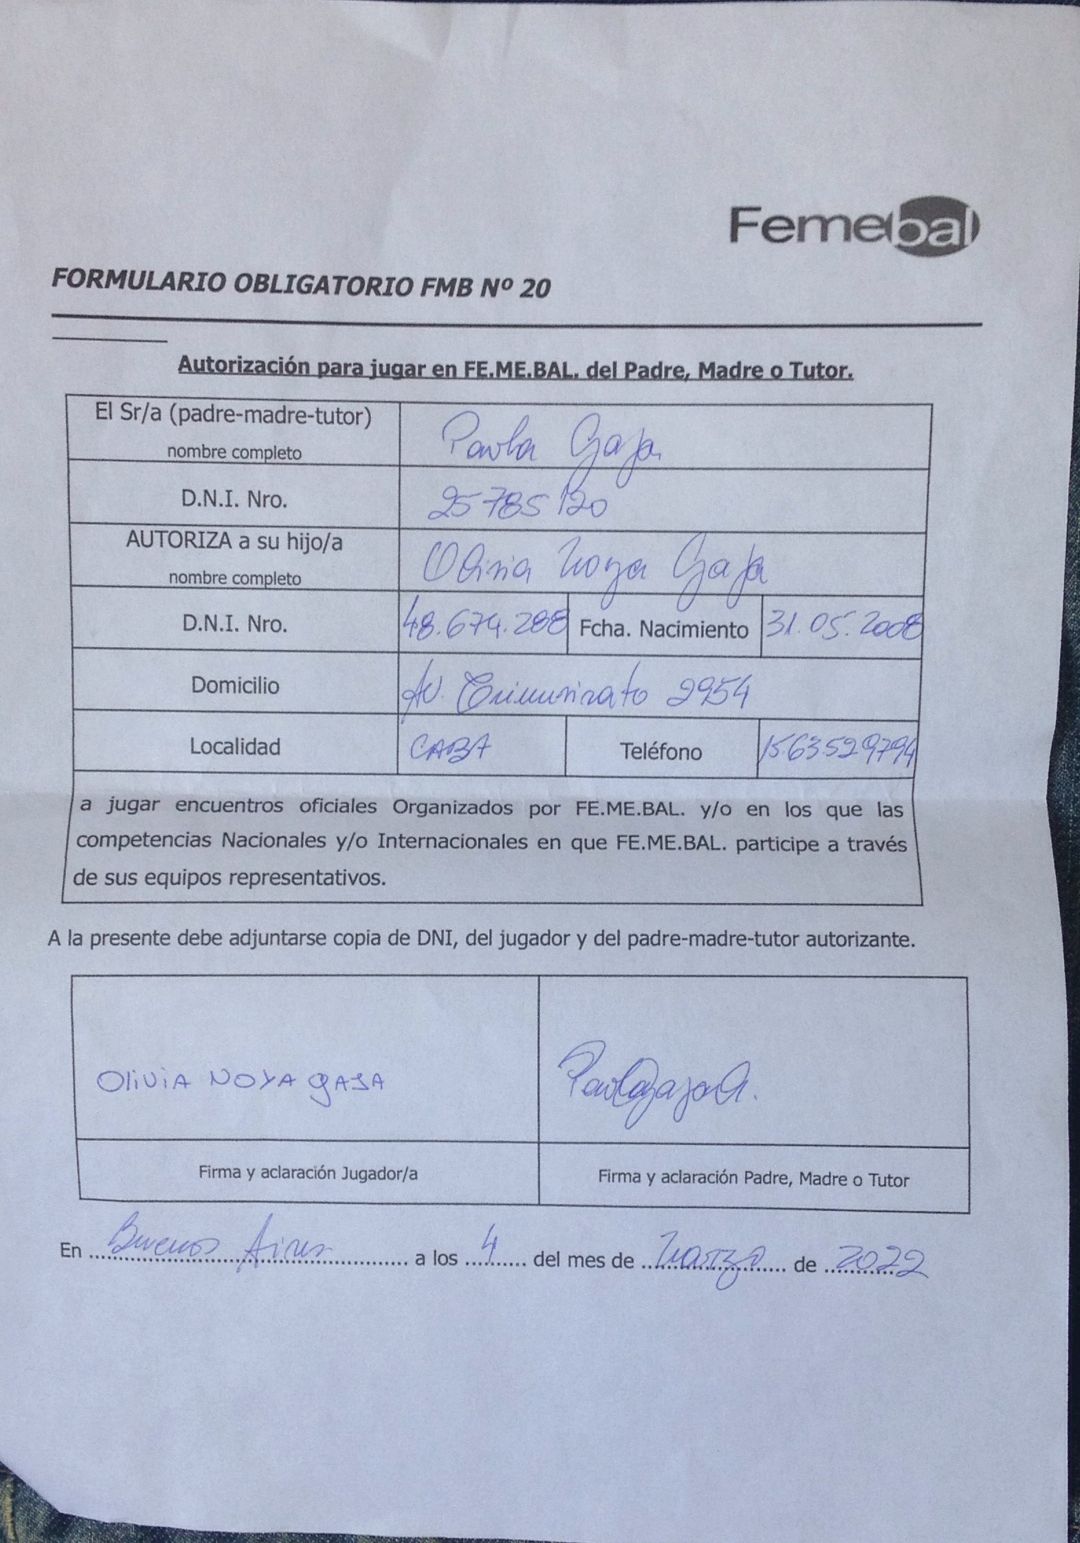 Femebal
FORMULARIO OBLIGATORIO FMB Nº 20
Autorización para jugar en FE.ME.BAL. del Padre, Madre o Tutor.
El Sr/a (padre-madre-tutor) Paola Gaja
nombre completo
D.N.I. Nro. 25785120
AUTORIZA a su hijo/a Olivia Noya Gaja
nombre completo
D.N.I. Nro. 48.674.288 Fcha. Nacimiento 31.05.2008
Domicilio AV. Triunvirato 2954
Localidad CABA Teléfono 1563529794
a jugar encuentros oficiales Organizados por FE.ME.BAL. y/o en los que las
competencias Nacionales y/o Internacionales en que FE.ME.BAL. participe a través
de sus equipos representativos.
A la presente debe adjuntarse copia de DNI, del jugador y del padre-madre-tutor autorizante.
OLIVIA NOYA GAJA
Firma y aclaración Jugador/a Firma y aclaración Padre, Madre o Tutor
En Buenos Aires a los 4 del mes de Marzo de 2022